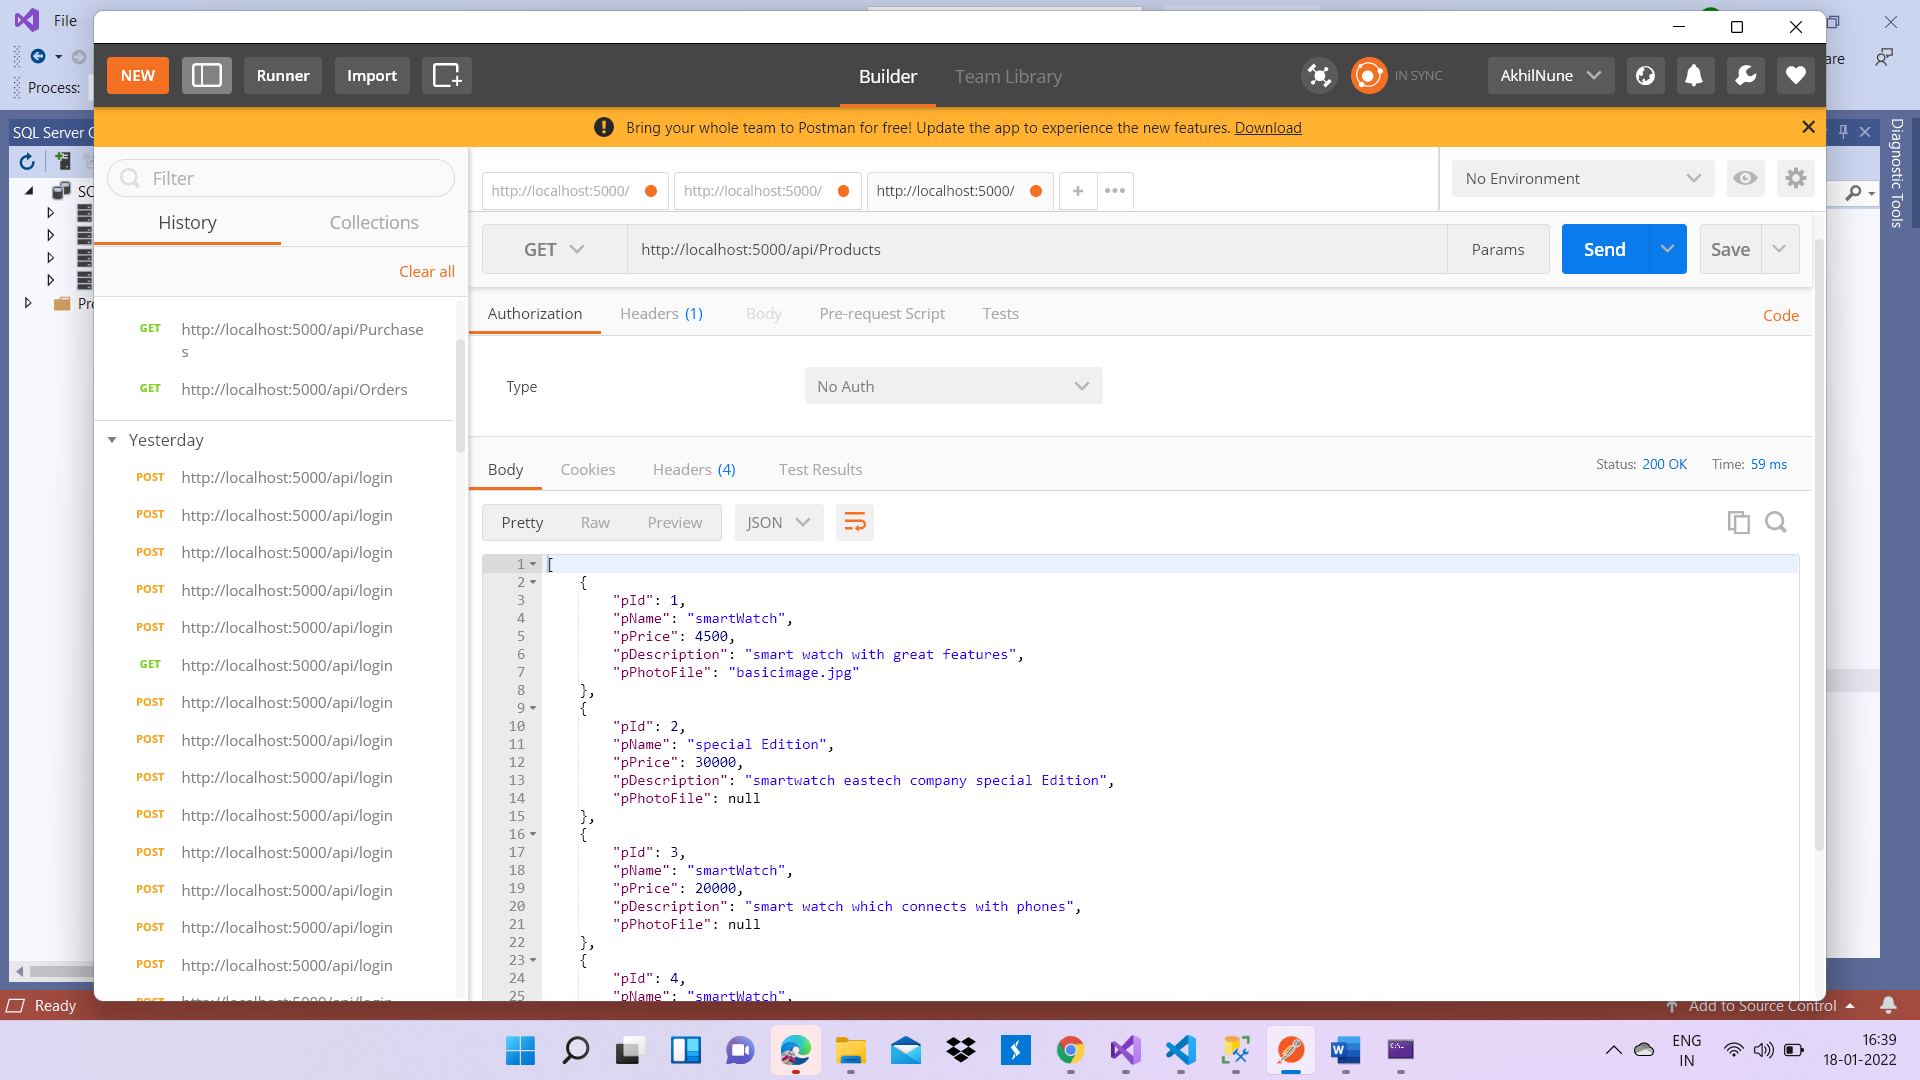 File
Process:
SQL Server
NEW
Runner
Import
Builder
Team Library
IN SYNC
AkhilNune
Bring your whole team to Postman for free! Update the app to experience the new features. Download
Filter
History
Collections
Clear all
GET http://localhost:5000/api/Purchase
s
GET http://localhost:5000/api/Orders
Yesterday
POST http://localhost:5000/api/login
POST http://localhost:5000/api/login
POST http://localhost:5000/api/login
POST http://localhost:5000/api/login
POST http://localhost:5000/api/login
GET http://localhost:5000/api/login
POST http://localhost:5000/api/login
POST http://localhost:5000/api/login
POST http://localhost:5000/api/login
POST http://localhost:5000/api/login
POST http://localhost:5000/api/login
POST http://localhost:5000/api/login
POST http://localhost:5000/api/login
POST http://localhost:5000/api/login
POST http://localhost:5000/api/login
http://localhost:5000/
http://localhost:5000/
http://localhost:5000/
No Environment
GET
http://localhost:5000/api/Products
Params
Send
Save
Authorization
Headers (1)
Body
Pre-request Script
Tests
Code
Type
No Auth
Body
Cookies
Headers (4)
Test Results
Status: 200 OK
Time: 59 ms
Pretty
Raw
Preview
JSON
1 [
2 {
3 "pId": 1,
4 "pName": "smartWatch",
5 "pPrice": 4500,
6 "pDescription": "smart watch with great features",
7 "pPhotoFile": "basicimage.jpg"
8 },
9 {
10 "pId": 2,
11 "pName": "special Edition",
12 "pPrice": 30000,
13 "pDescription": "smartwatch eastech company special Edition",
14 "pPhotoFile": null
15 },
16 {
17 "pId": 3,
18 "pName": "smartWatch",
19 "pPrice": 20000,
20 "pDescription": "smart watch which connects with phones",
21 "pPhotoFile": null
22 },
23 {
24 "pId": 4,
25 "pName": "smartWatch",
Diagnostic Tools
Ready
Add to Source Control
ENG
IN
16:39
18-01-2022